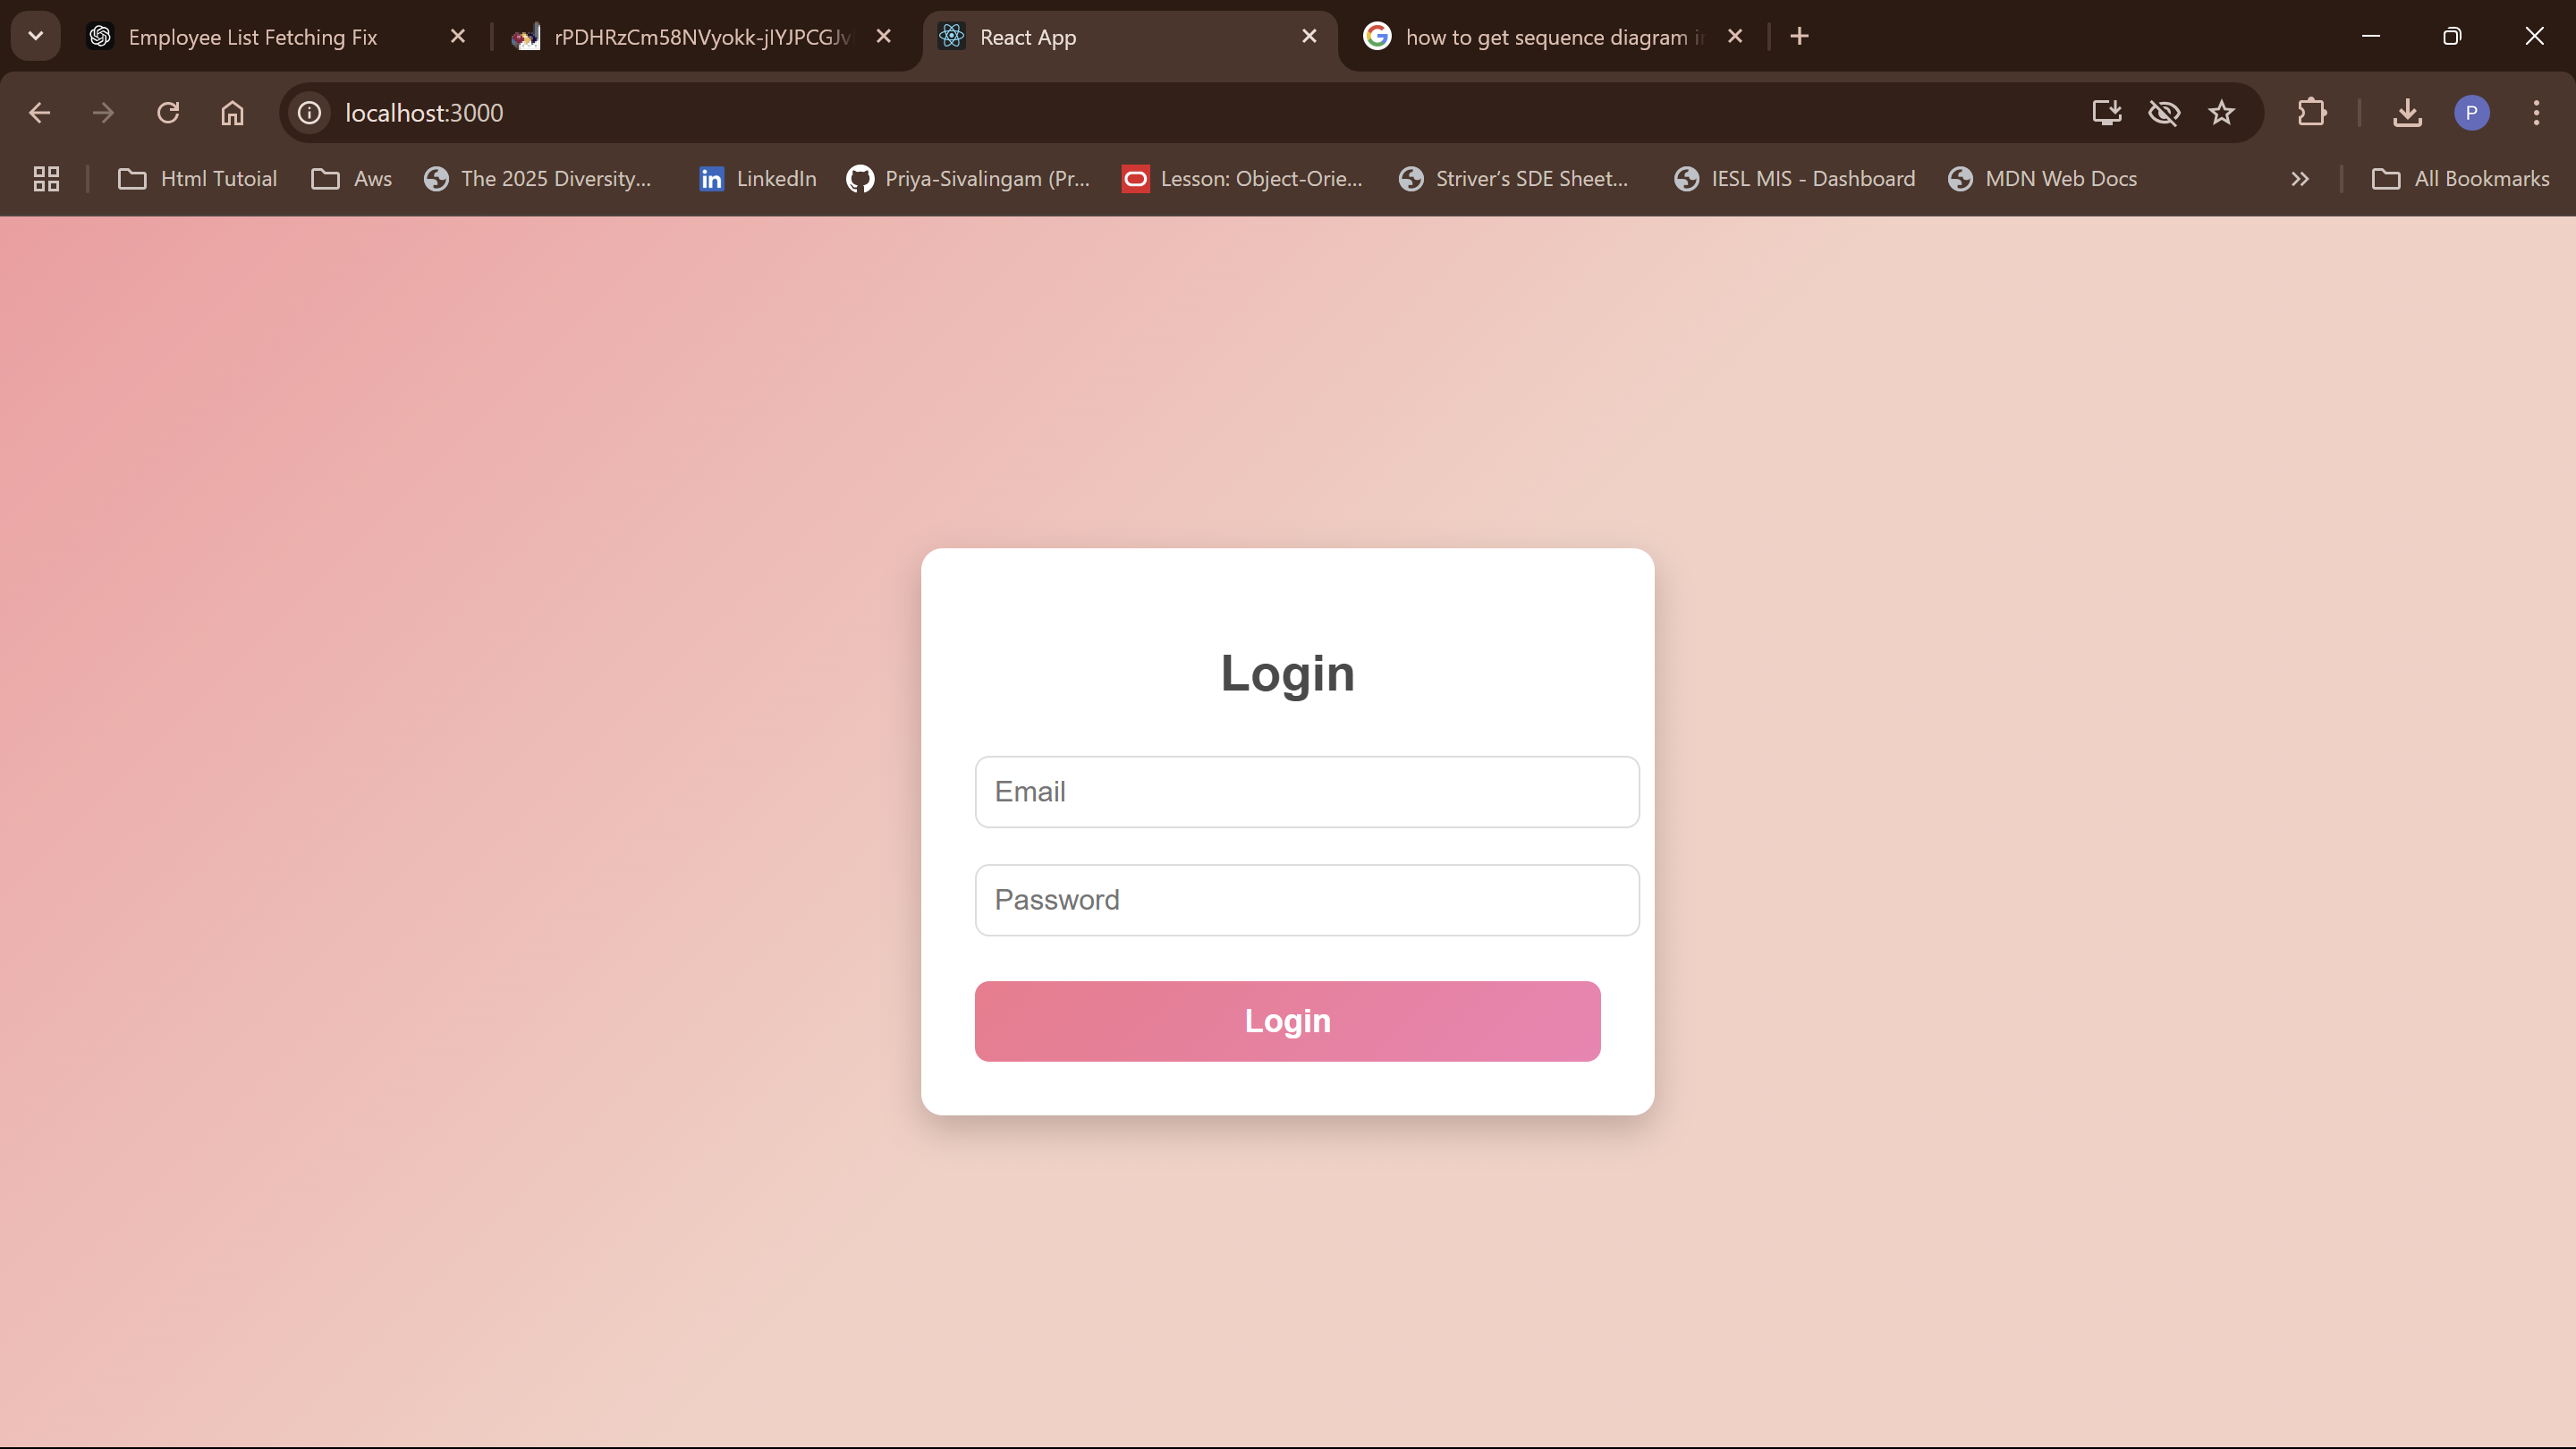 Employee List Fetching Fix
React App
how to get sequence diagram i
localhost:3000
P
Html Tutoial
Aws
The 2025 Diversity...
LinkedIn
Priya-Sivalingam (Pr...
Lesson: Object-Orie...
Striver’s SDE Sheet...
IESL MIS - Dashboard
MDN Web Docs
All Bookmarks
Login
Email
Password
Login